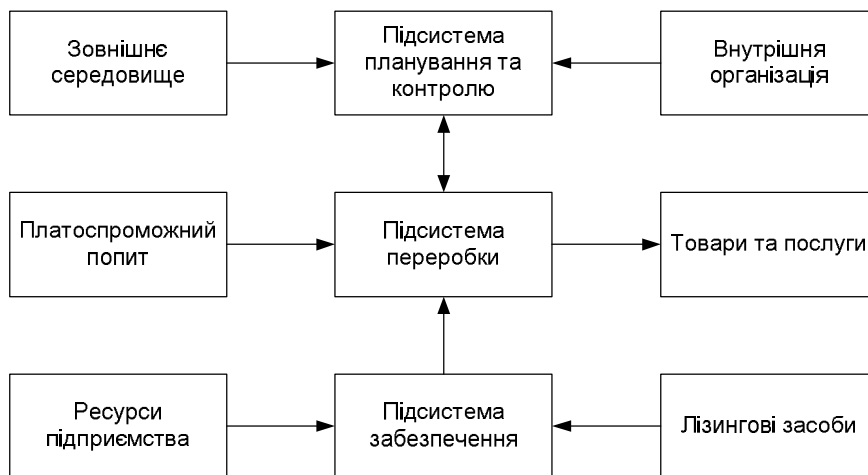 Зовнішнє
середовище
Підсистема
планування та
контролю
Внутрішня
організація
Платоспроможний
попит
Підсистема
переробки
Товари та послуги
Ресурси
підприємства
Підсистема
забезпечення
Лізингові засоби